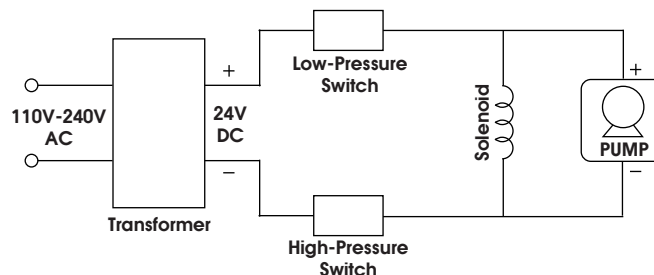 Low-Pressure
Switch
110V-240V
AC
+
24V
DC
–
Transformer
Solenoid
+
PUMP
–
High-Pressure
Switch